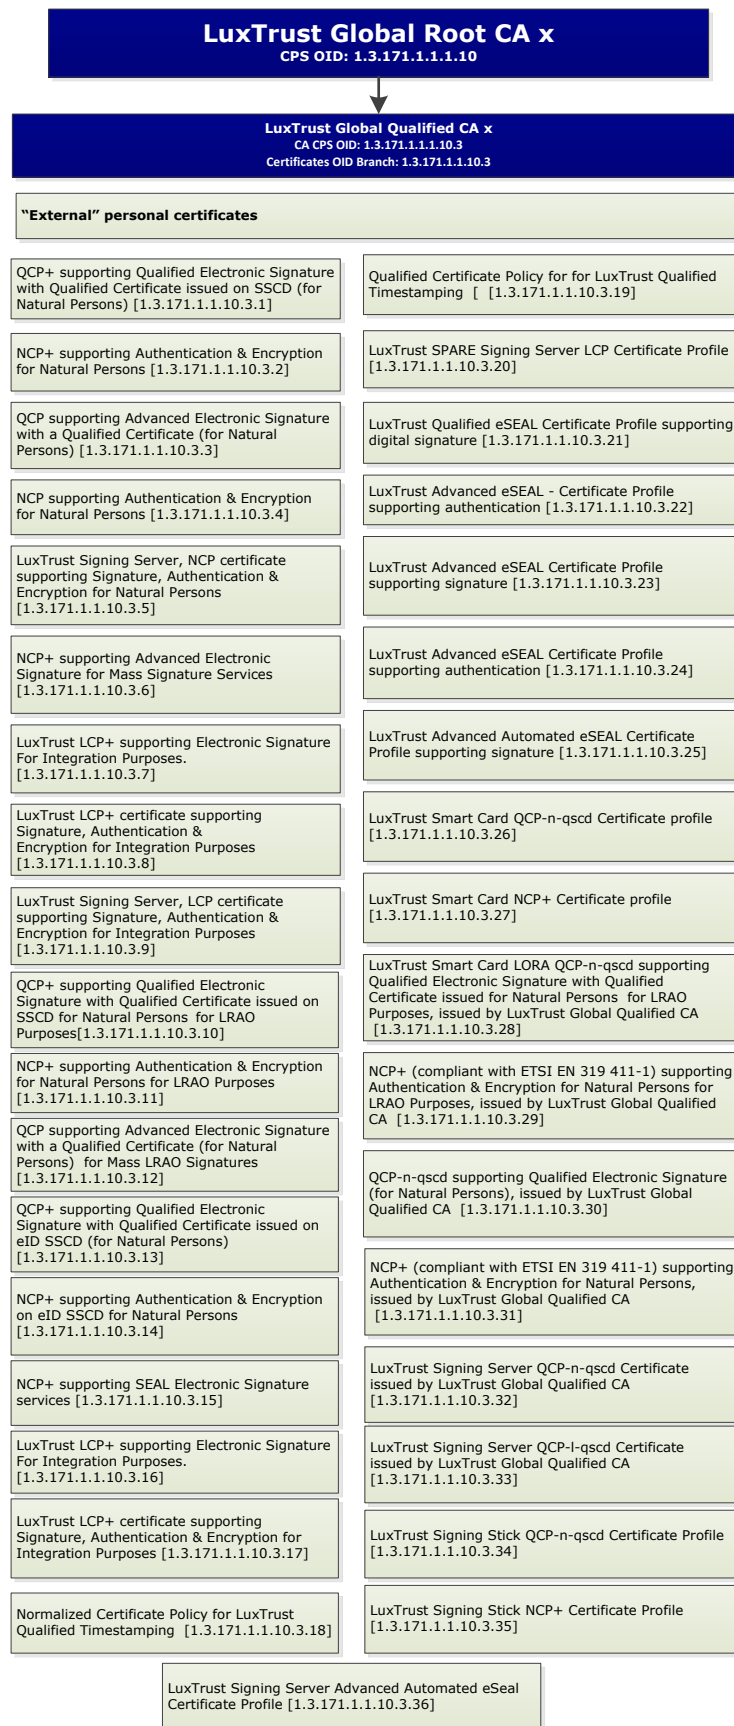 LuxTrust Global Root CA x
CPS OID: 1.3.171.1.1.1.10
LuxTrust Global Qualified CA x
CA CPS OID: 1.3.171.1.1.1.10.3
Certificates OID Branch: 1.3.171.1.1.10.3
“External” personal certificates
QCP+ supporting Qualified Electronic Signature
with Qualified Certificate issued on SSCD (for
Natural Persons) [1.3.171.1.1.10.3.1]
NCP+ supporting Authentication & Encryption
for Natural Persons [1.3.171.1.1.10.3.2]
QCP supporting Advanced Electronic Signature
with a Qualified Certificate (for Natural
Persons) [1.3.171.1.1.10.3.3]
NCP supporting Authentication & Encryption
for Natural Persons [1.3.171.1.1.10.3.4]
LuxTrust Signing Server, NCP certificate
supporting Signature, Authentication &
Encryption for Natural Persons
[1.3.171.1.1.10.3.5]
NCP+ supporting Advanced Electronic
Signature for Mass Signature Services
[1.3.171.1.1.10.3.6]
LuxTrust LCP+ supporting Electronic Signature
For Integration Purposes.
[1.3.171.1.1.10.3.7]
LuxTrust LCP+ certificate supporting
Signature, Authentication &
Encryption for Integration Purposes
[1.3.171.1.1.10.3.8]
LuxTrust Signing Server, LCP certificate
supporting Signature, Authentication &
Encryption for Integration Purposes
[1.3.171.1.1.10.3.9]
QCP+ supporting Qualified Electronic
Signature with Qualified Certificate issued on
SSCD for Natural Persons  for LRAO
Purposes[1.3.171.1.1.10.3.10]
NCP+ supporting Authentication & Encryption
for Natural Persons for LRAO Purposes
[1.3.171.1.1.10.3.11]
QCP supporting Advanced Electronic Signature
with a Qualified Certificate (for Natural
Persons)  for Mass LRAO Signatures
[1.3.171.1.1.10.3.12]
QCP+ supporting Qualified Electronic
Signature with Qualified Certificate issued on
eID SSCD (for Natural Persons)
[1.3.171.1.1.10.3.13]
NCP+ supporting Authentication & Encryption
on eID SSCD for Natural Persons
[1.3.171.1.1.10.3.14]
NCP+ supporting SEAL Electronic Signature
services [1.3.171.1.1.10.3.15]
LuxTrust LCP+ supporting Electronic Signature
For Integration Purposes.
[1.3.171.1.1.10.3.16]
LuxTrust LCP+ certificate supporting
Signature, Authentication & Encryption for
Integration Purposes [1.3.171.1.1.10.3.17]
Normalized Certificate Policy for LuxTrust
Qualified Timestamping  [1.3.171.1.1.10.3.18]
Qualified Certificate Policy for for LuxTrust Qualified
Timestamping  [  [1.3.171.1.1.10.3.19]
LuxTrust SPARE Signing Server LCP Certificate Profile
[1.3.171.1.1.10.3.20]
LuxTrust Qualified eSEAL Certificate Profile supporting
digital signature [1.3.171.1.1.10.3.21]
LuxTrust Advanced eSEAL - Certificate Profile
supporting authentication [1.3.171.1.1.10.3.22]
LuxTrust Advanced eSEAL Certificate Profile
supporting signature [1.3.171.1.1.10.3.23]
LuxTrust Advanced eSEAL Certificate Profile
supporting authentication [1.3.171.1.1.10.3.24]
LuxTrust Advanced Automated eSEAL Certificate
Profile supporting signature [1.3.171.1.1.10.3.25]
LuxTrust Smart Card QCP-n-qscd Certificate profile
[1.3.171.1.1.10.3.26]
LuxTrust Smart Card NCP+ Certificate profile
[1.3.171.1.1.10.3.27]
LuxTrust Smart Card LORA QCP-n-qscd supporting
Qualified Electronic Signature with Qualified
Certificate issued for Natural Persons  for LRAO
Purposes, issued by LuxTrust Global Qualified CA
[1.3.171.1.1.10.3.28]
NCP+ (compliant with ETSI EN 319 411-1) supporting
Authentication & Encryption for Natural Persons for
LRAO Purposes, issued by LuxTrust Global Qualified
CA  [1.3.171.1.1.10.3.29]
QCP-n-qscd supporting Qualified Electronic Signature
(for Natural Persons), issued by LuxTrust Global
Qualified CA  [1.3.171.1.1.10.3.30]
NCP+ (compliant with ETSI EN 319 411-1) supporting
Authentication & Encryption for Natural Persons,
issued by LuxTrust Global Qualified CA
[1.3.171.1.1.10.3.31]
LuxTrust Signing Server QCP-n-qscd Certificate
issued by LuxTrust Global Qualified CA
[1.3.171.1.1.10.3.32]
LuxTrust Signing Server QCP-l-qscd Certificate
issued by LuxTrust Global Qualified CA
[1.3.171.1.1.10.3.33]
LuxTrust Signing Stick QCP-n-qscd Certificate Profile
[1.3.171.1.1.10.3.34]
LuxTrust Signing Stick NCP+ Certificate Profile
[1.3.171.1.1.10.3.35]
LuxTrust Signing Server Advanced Automated eSeal
Certificate Profile [1.3.171.1.1.10.3.36]